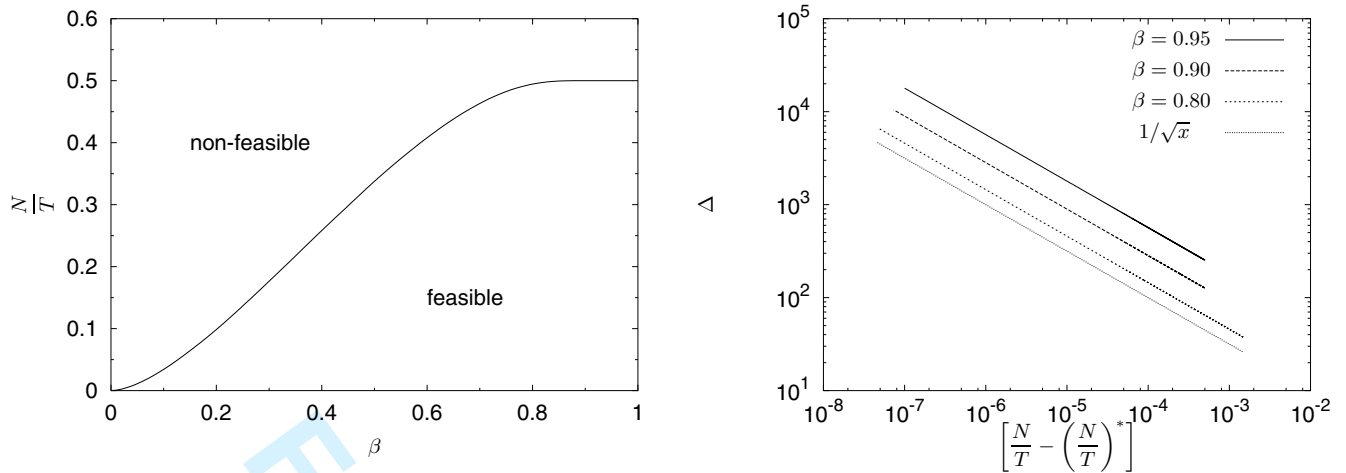 0.6
0.5
0.4
0.3
0.2
0.1
0
N/T
non-feasible
feasible
0 0.2 0.4 0.6 0.8 1
β
10^5
10^4
10^3
10^2
10^1
Δ
β = 0.95
β = 0.90
β = 0.80
1/√x
10^-8 10^-7 10^-6 10^-5 10^-4 10^-3 10^-2
[N/T − (N/T)^*]